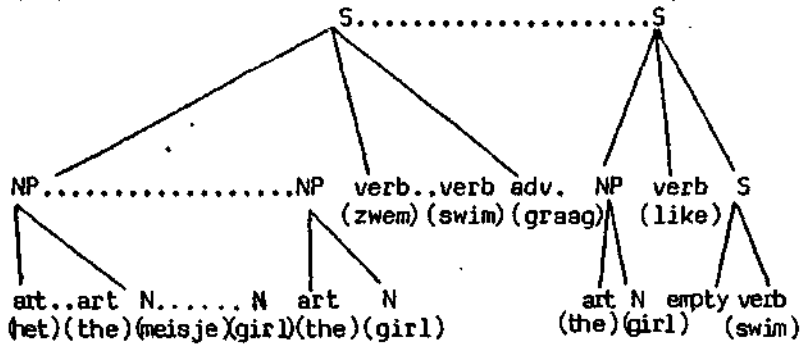 S.......................S
NP..................NP verb..verb adv. NP verb S
(zwem)(swim)(graag) (like)
art..art N...... N art N art N empty verb
(het)(the)(meisje)(girl)(the)(girl) (the)(girl) (swim)